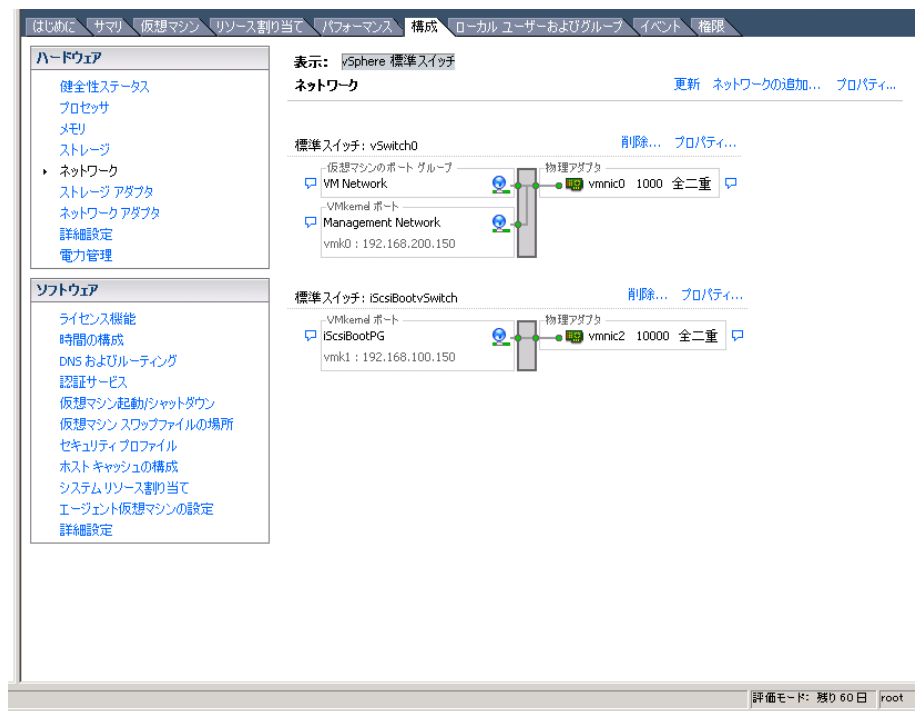 はじめに サマリ 仮想マシン リソース割り当て パフォーマンス 構成 ローカル ユーザーおよびグループ イベント 権限
ハードウェア
健全性ステータス
プロセッサ
メモリ
ストレージ
ネットワーク
ストレージ アダプタ
ネットワーク アダプタ
詳細設定
電力管理
ソフトウェア
ライセンス機能
時間の構成
DNS およびルーティング
認証サービス
仮想マシン起動/シャットダウン
仮想マシン スワップファイルの場所
セキュリティ プロファイル
ホスト キャッシュの構成
システム リソース割り当て
エージェント仮想マシンの設定
詳細設定
表示: vSphere 標準スイッチ
ネットワーク 更新 ネットワークの追加... プロパティ...
標準スイッチ: vSwitch0 削除... プロパティ...
仮想マシンのポート グループ 物理アダプタ
VM Network vmnic0 1000 全二重
VMkernel ポート
Management Network
vmk0 : 192.168.200.150
標準スイッチ: iScsiBootvSwitch 削除... プロパティ...
VMkernel ポート 物理アダプタ
iScsiBootPG vmnic2 10000 全二重
vmk1 : 192.168.100.150
評価モード: 残り 60 日 root